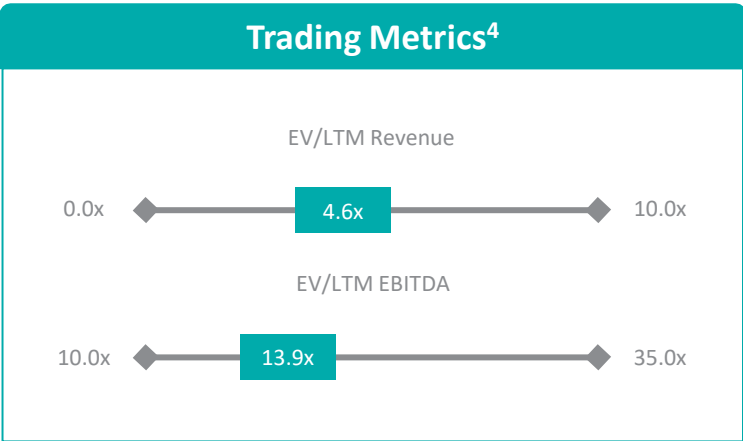 Trading Metrics⁴
EV/LTM Revenue
0.0x 4.6x 10.0x
EV/LTM EBITDA
10.0x 13.9x 35.0x